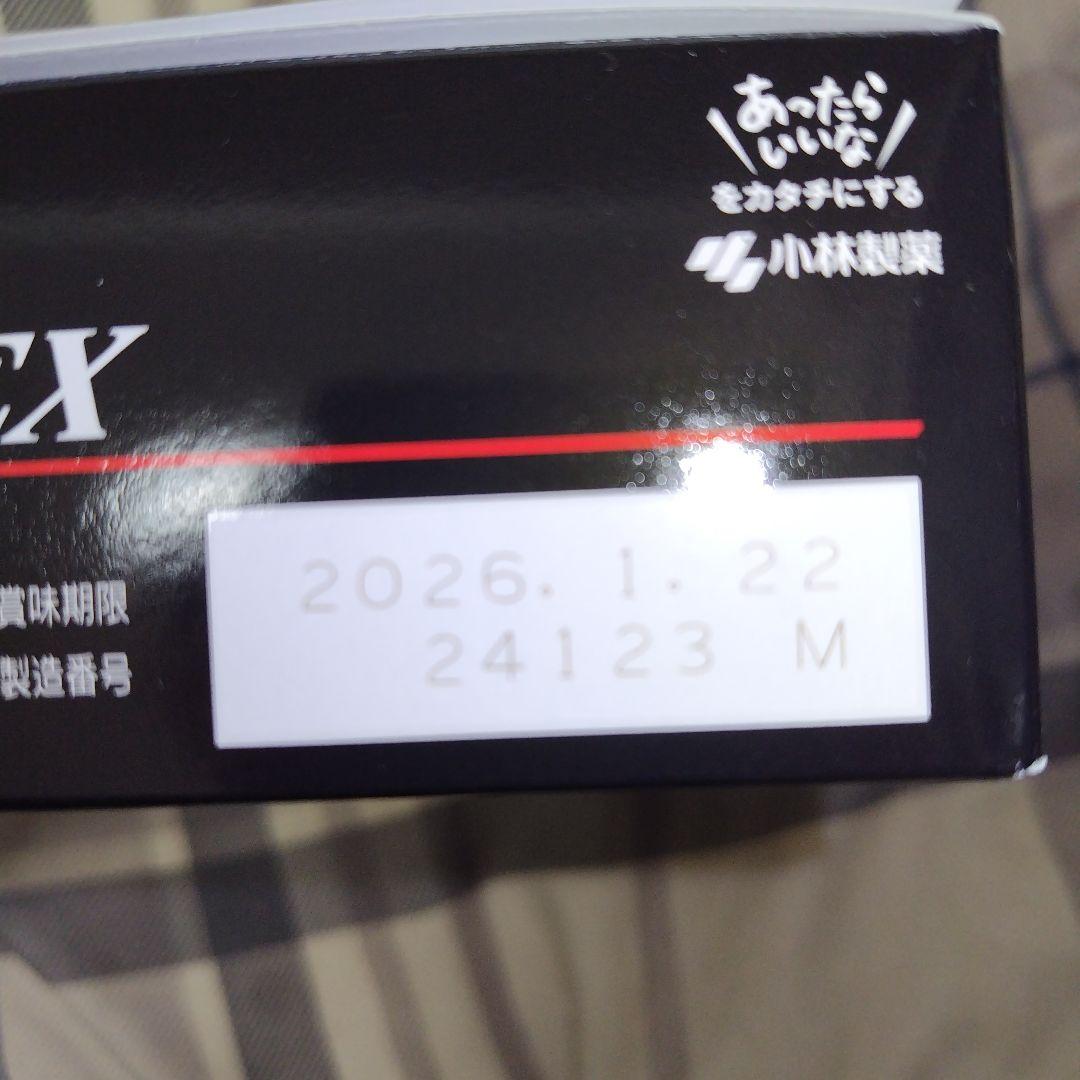 あったら
いいな
をカタチにする
小林製薬
EX
賞味期限
2026. 1. 22
製造番号
24123 M